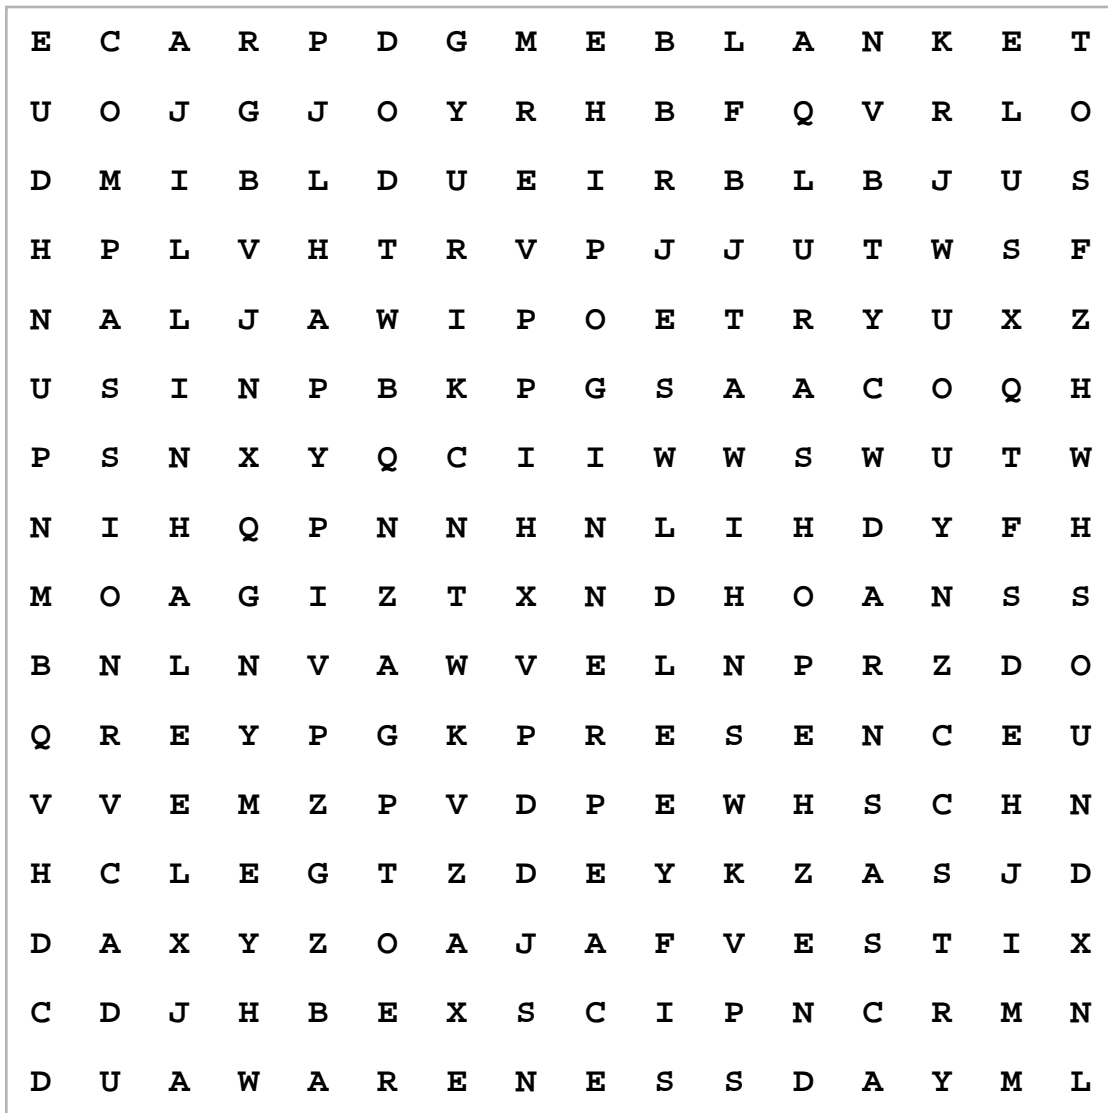 E C A R P D G M E B L A N K E T
U O J G J O Y R H B F Q V R L O
D M I B L D U E I R B L B J U S
H P L V H T R V P J J U T W S F
N A L J A W I P O E T R Y U X Z
U S I N P B K P G S A A C O Q H
P S N X Y Q C I I W W S W U T W
N I H Q P N N H N L I H D Y F H
M O A G I Z T X N D H O A N S S
B N L N V A W V E L N P R Z D O
Q R E Y P G K P R E S E N C E U
V V E M Z P V D P E W H S C H N
H C L E G T Z D E Y K Z A S J D
D A X Y Z O A J A F V E S T I X
C D J H B E X S C I P N C R M N
D U A W A R E N E S S D A Y M L